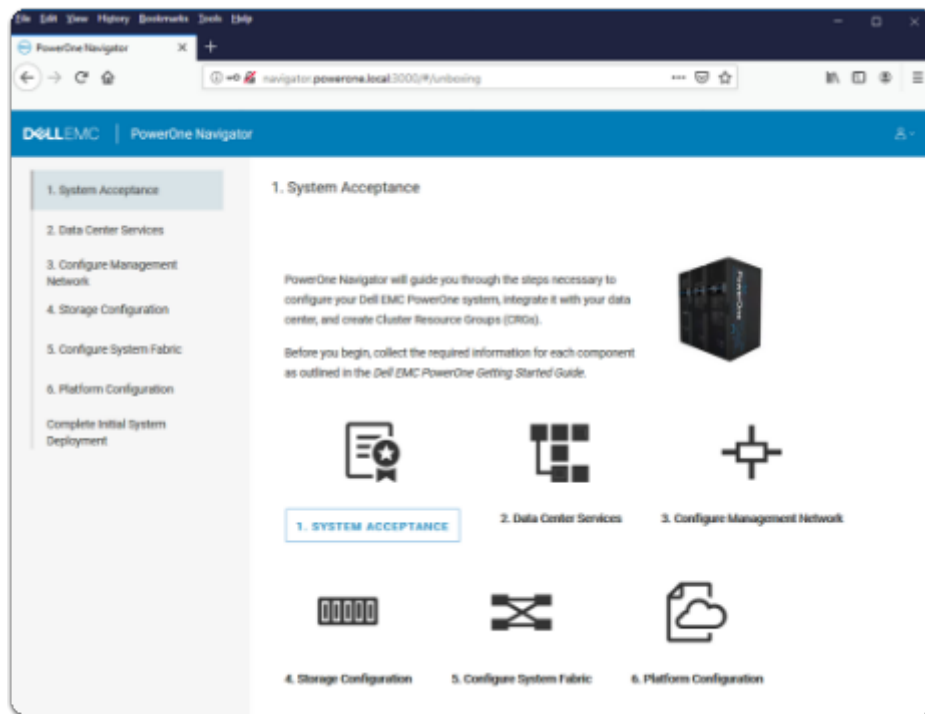 File Edit View History Bookmarks Tools Help
PowerOne Navigator
navigator.powerone.local:3000/#/unboxing
DELLEMC | PowerOne Navigator
1. System Acceptance
2. Data Center Services
3. Configure Management
Network
4. Storage Configuration
5. Configure System Fabric
6. Platform Configuration
Complete Initial System
Deployment
1. System Acceptance
PowerOne Navigator will guide you through the steps necessary to
configure your Dell EMC PowerOne system, integrate it with your data
center, and create Cluster Resource Groups (CRGs).
Before you begin, collect the required information for each component
as outlined in the Dell EMC PowerOne Getting Started Guide.
PowerOne
1. SYSTEM ACCEPTANCE
2. Data Center Services
3. Configure Management Network
4. Storage Configuration
5. Configure System Fabric
6. Platform Configuration